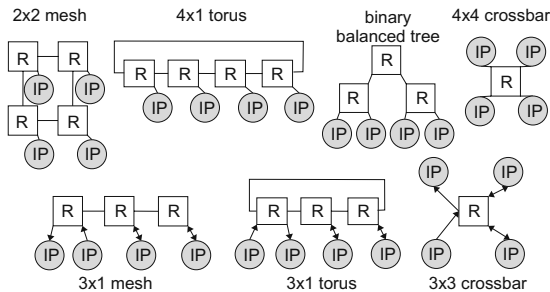 2x2 mesh
4x1 torus
binary
balanced tree
4x4 crossbar
R R
IP IP
R R
IP IP
R R R R
IP IP IP IP
R
R R
IP IP IP IP
IP IP
R
IP IP
R R R
IP IP IP IP
3x1 mesh
R R R
IP IP IP IP
3x1 torus
IP IP
R
IP IP
3x3 crossbar